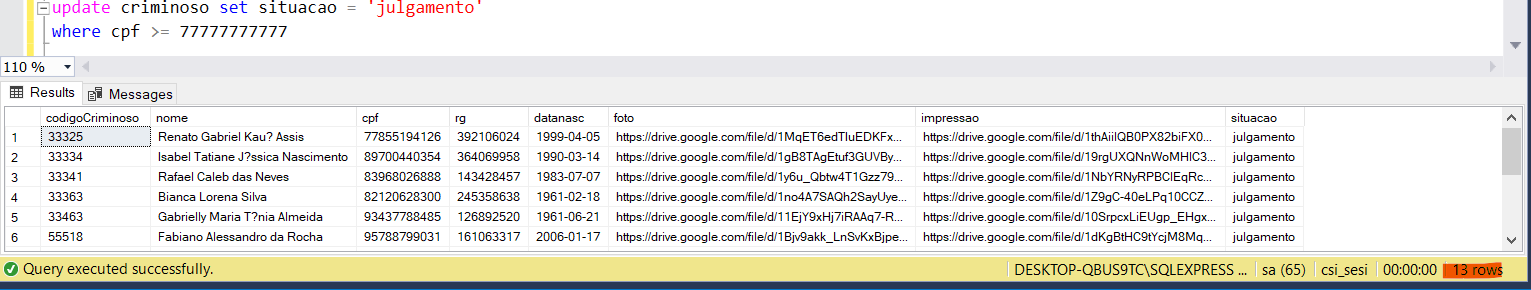 update criminoso set situacao = 'julgamento'
where cpf >= 77777777777
110 %
Results Messages
codigoCriminoso nome cpf rg datanasc foto impressao situacao
1 33325 Renato Gabriel Kau? Assis 77855194126 392106024 1999-04-05 https://drive.google.com/file/d/1MqET6edTIuEDKFx... https://drive.google.com/file/d/1thAiiIQB0PX82biFX0... julgamento
2 33334 Isabel Tatiane J?ssica Nascimento 89700440354 364069958 1990-03-14 https://drive.google.com/file/d/1gB8TAgEtuf3GUVBy... https://drive.google.com/file/d/19rgUXQNnWoMHIC3... julgamento
3 33341 Rafael Caleb das Neves 83968026888 143428457 1983-07-07 https://drive.google.com/file/d/1y6u_Qbtw4T1Gzz79... https://drive.google.com/file/d/1NbYRNyRPBClEqRc... julgamento
4 33363 Bianca Lorena Silva 82120628300 245358638 1961-02-18 https://drive.google.com/file/d/1no4A7SAQh2SayUye... https://drive.google.com/file/d/1Z9gC-40eLPq10CCZ... julgamento
5 33463 Gabrielly Maria T?nia Almeida 93437788485 126892520 1961-06-21 https://drive.google.com/file/d/11EjY9xHj7iRAAq7-R... https://drive.google.com/file/d/10SrpcxLiEUgp_EHgx... julgamento
6 55518 Fabiano Alessandro da Rocha 95788799031 161063317 2006-01-17 https://drive.google.com/file/d/1Bjv9akk_LnSvKxBjpe... https://drive.google.com/file/d/1dKgBtHC9tYcjM8Mq... julgamento
Query executed successfully. DESKTOP-QBUS9TC\SQLEXPRESS ... sa (65) csi_sesi 00:00:00 13 rows